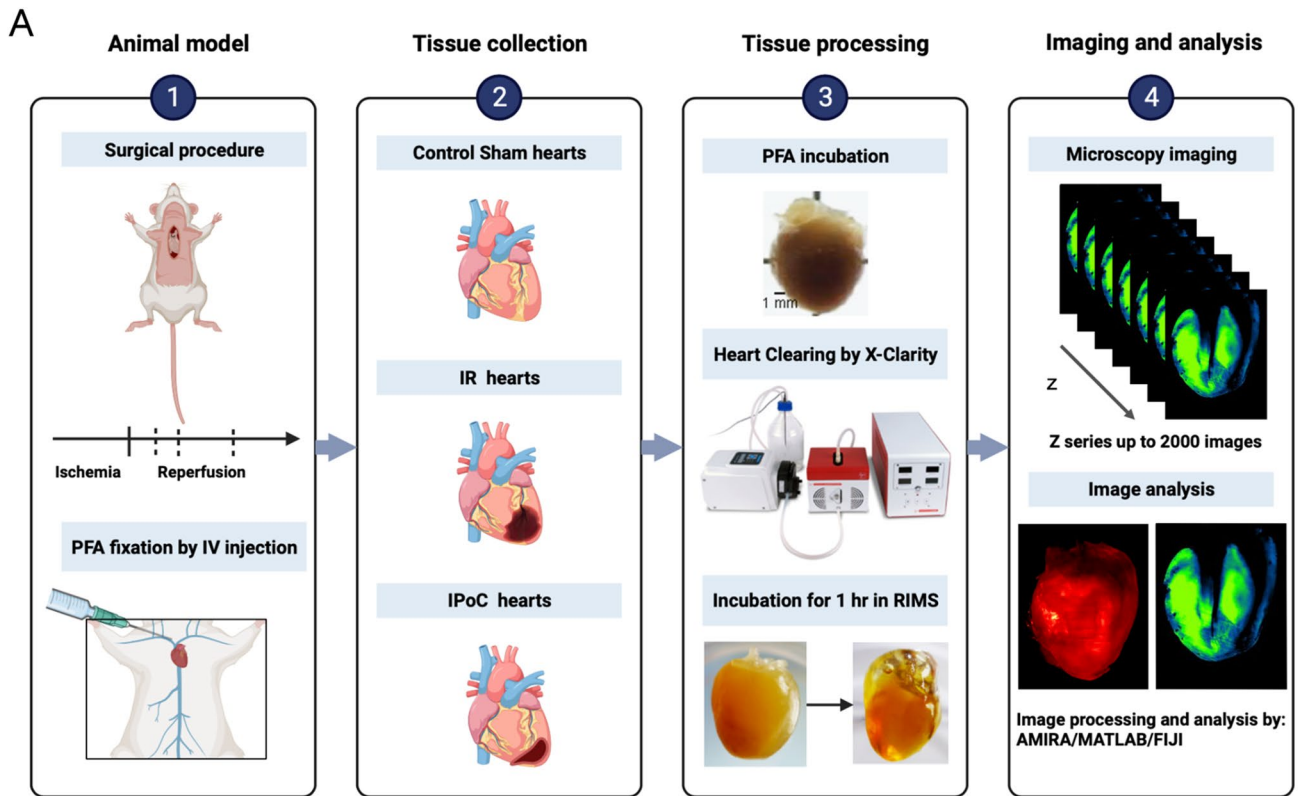 A
Animal model
1
Surgical procedure
Ischemia
Reperfusion
PFA fixation by IV injection
Tissue collection
2
Control Sham hearts
IR hearts
IPoC hearts
Tissue processing
3
PFA incubation
1 mm
Heart Clearing by X-Clarity
Incubation for 1 hr in RIMS
Imaging and analysis
4
Microscopy imaging
z
Z series up to 2000 images
Image analysis
Image processing and analysis by:
AMIRA/MATLAB/FIJI